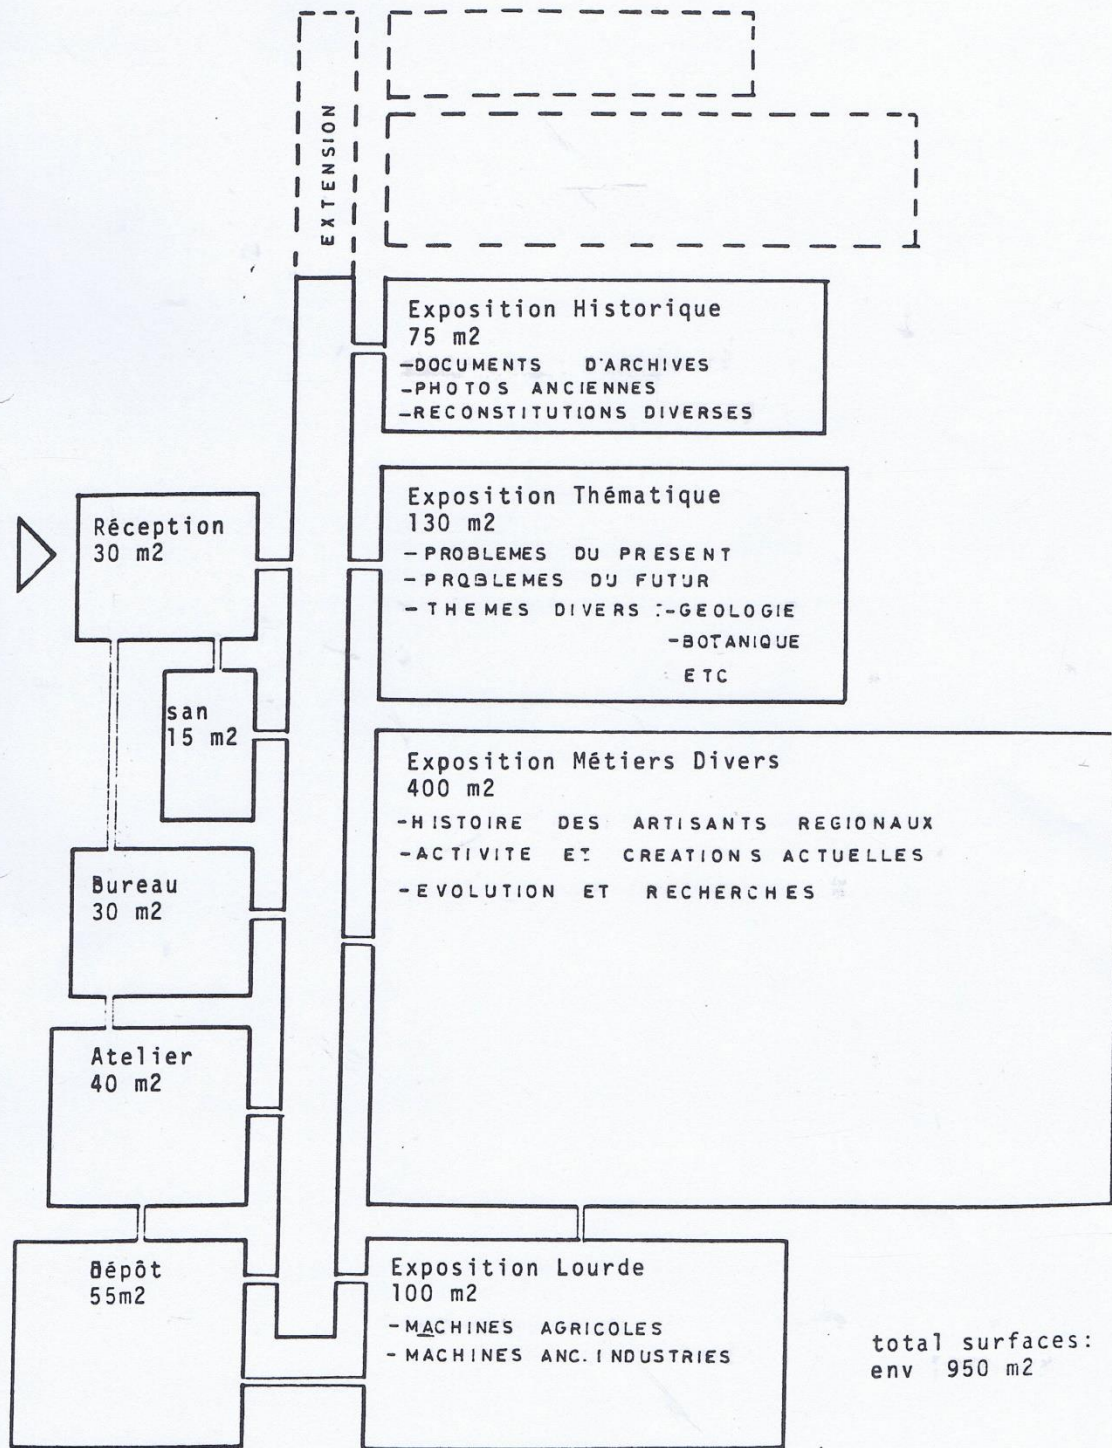 EXTENSION
Exposition Historique
75 m2
-DOCUMENTS D'ARCHIVES
-PHOTOS ANCIENNES
-RECONSTITUTIONS DIVERSES
Réception
30 m2
Exposition Thématique
130 m2
-PROBLEMES DU PRESENT
-PROBLEMES DU FUTUR
-THEMES DIVERS :-GEOLOGIE
-BOTANIQUE
ETC
san
15 m2
Exposition Métiers Divers
400 m2
-HISTOIRE DES ARTISANTS REGIONAUX
-ACTIVITE ET CREATIONS ACTUELLES
-EVOLUTION ET RECHERCHES
Bureau
30 m2
Atelier
40 m2
Dépôt
55m2
Exposition Lourde
100 m2
-MACHINES AGRICOLES
-MACHINES ANC. INDUSTRIES
total surfaces:
env 950 m2